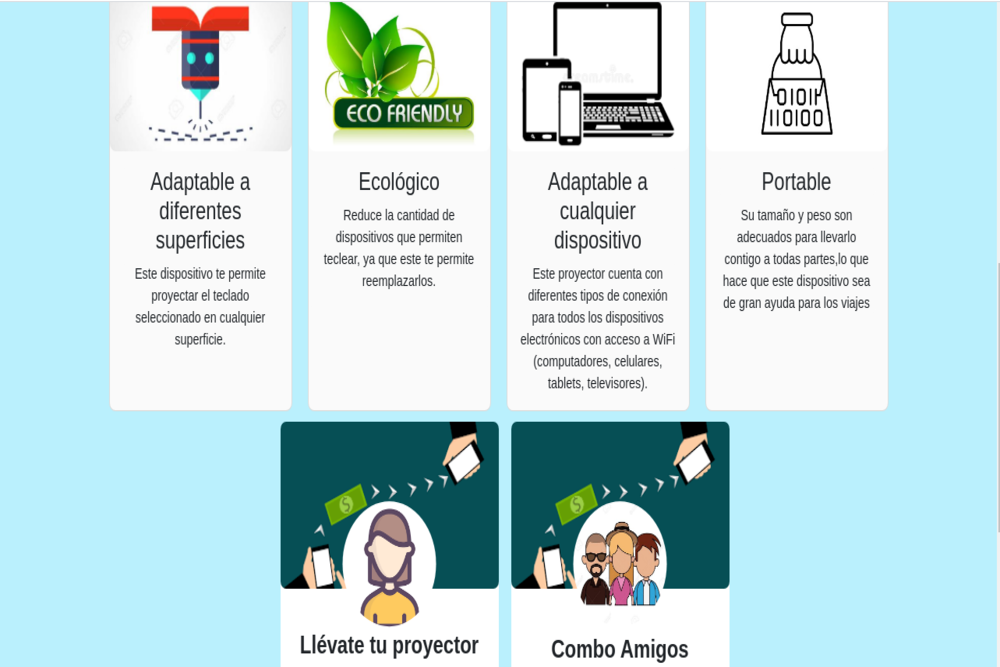 ECO FRIENDLY
01011
110100
Adaptable a
diferentes
superficies
Este dispositivo te permite
proyectar el teclado
seleccionado en cualquier
superficie.
Ecológico
Reduce la cantidad de
dispositivos que permiten
teclear, ya que este te permite
reemplazarlos.
Adaptable a
cualquier
dispositivo
Este proyector cuenta con
diferentes tipos de conexión
para todos los dispositivos
electrónicos con acceso a WiFi
(computadores, celulares,
tablets, televisores).
Portable
Su tamaño y peso son
adecuados para llevarlo
contigo a todas partes,lo que
hace que este dispositivo sea
de gran ayuda para los viajes
$
$
Llévate tu proyector
Combo Amigos